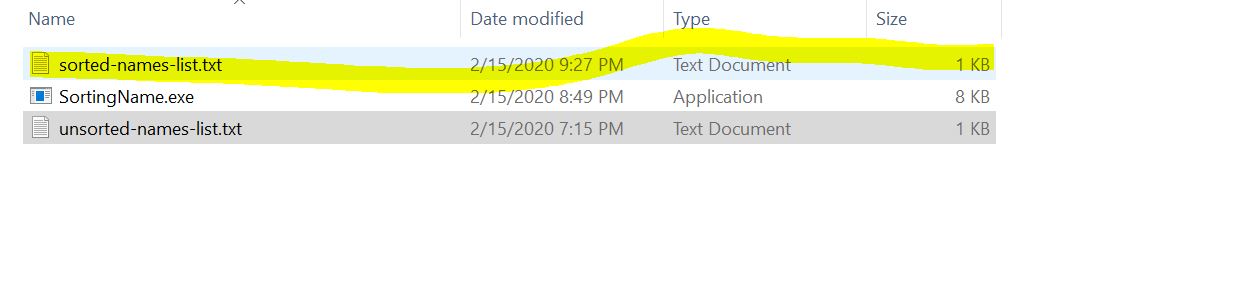 Name Date modified Type Size
sorted-names-list.txt 2/15/2020 9:27 PM Text Document 1 KB
SortingName.exe 2/15/2020 8:49 PM Application 8 KB
unsorted-names-list.txt 2/15/2020 7:15 PM Text Document 1 KB